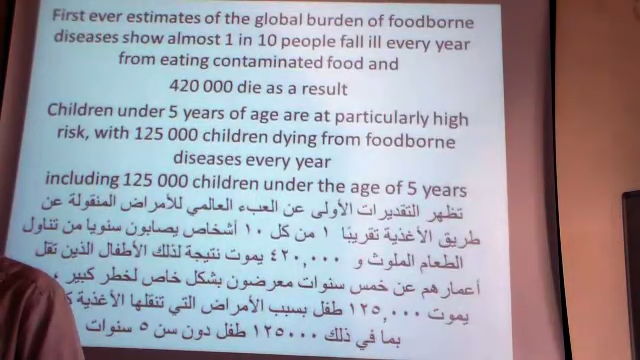 First ever estimates of the global burden of foodborne
diseases show almost 1 in 10 people fall ill every year
from eating contaminated food and
420 000 die as a result
Children under 5 years of age are at particularly high
risk, with 125 000 children dying from foodborne
diseases every year
including 125 000 children under the age of 5 years
تظهر التقديرات الأولى عن العبء العالمي للأمراض المنقولة عن
طريق الأغذية تقريبًا ١ من كل ١٠ أشخاص يصابون سنويا من تناول
الطعام الملوث و ٤٢٠,٠٠٠ يموت نتيجة لذلك الأطفال الذين تقل
أعمارهم عن خمس سنوات معرضون بشكل خاص لخطر كبير ،
يموت ١٢٥,٠٠٠ طفل بسبب الأمراض التي تنقلها الأغذية
بما في ذلك ١٢٥٠٠٠ طفل دون سن ٥ سنوات